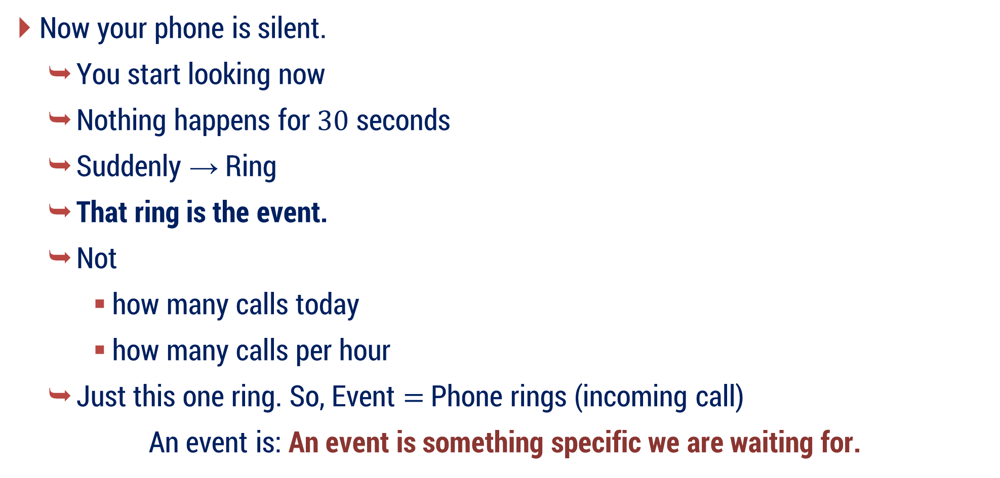 Now your phone is silent.
You start looking now
Nothing happens for 30 seconds
Suddenly → Ring
That ring is the event.
Not
how many calls today
how many calls per hour
Just this one ring. So, Event = Phone rings (incoming call)
An event is: An event is something specific we are waiting for.